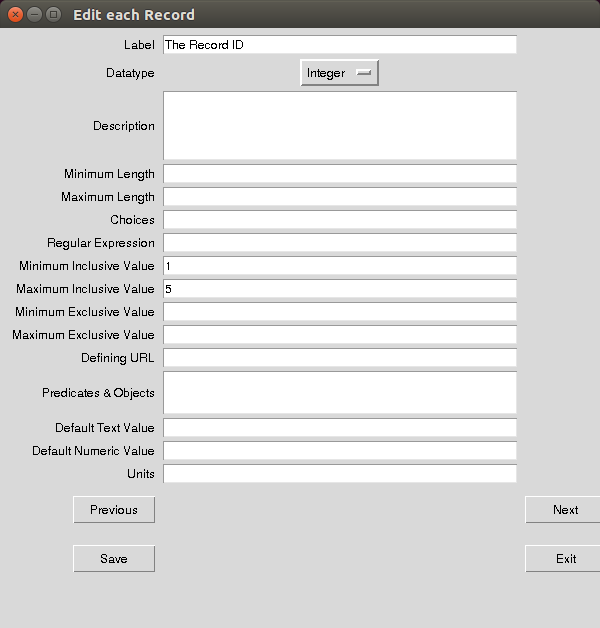 Edit each Record
Label The Record ID
Datatype Integer
Description
Minimum Length
Maximum Length
Choices
Regular Expression
Minimum Inclusive Value 1
Maximum Inclusive Value 5
Minimum Exclusive Value
Maximum Exclusive Value
Defining URL
Predicates & Objects
Default Text Value
Default Numeric Value
Units
Previous Next
Save Exit